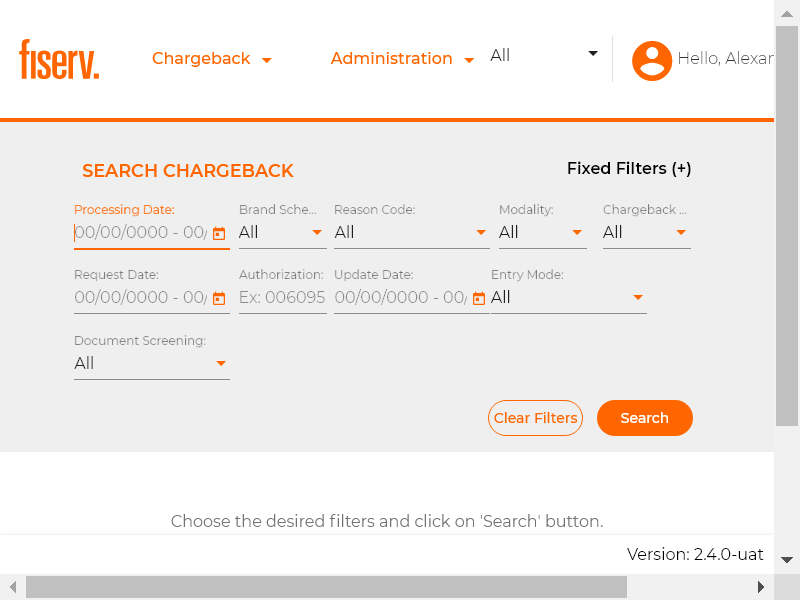 fiserv.
Chargeback
Administration
All
Hello, Alexar
SEARCH CHARGEBACK
Fixed Filters (+)
Processing Date:
Brand Sche...
Reason Code:
Modality:
Chargeback ...
00/00/0000 - 00/
All
All
All
All
Request Date:
Authorization:
Update Date:
Entry Mode:
00/00/0000 - 00/
Ex: 006095
00/00/0000 - 00/
All
Document Screening:
All
Clear Filters
Search
Choose the desired filters and click on 'Search' button.
Version: 2.4.0-uat